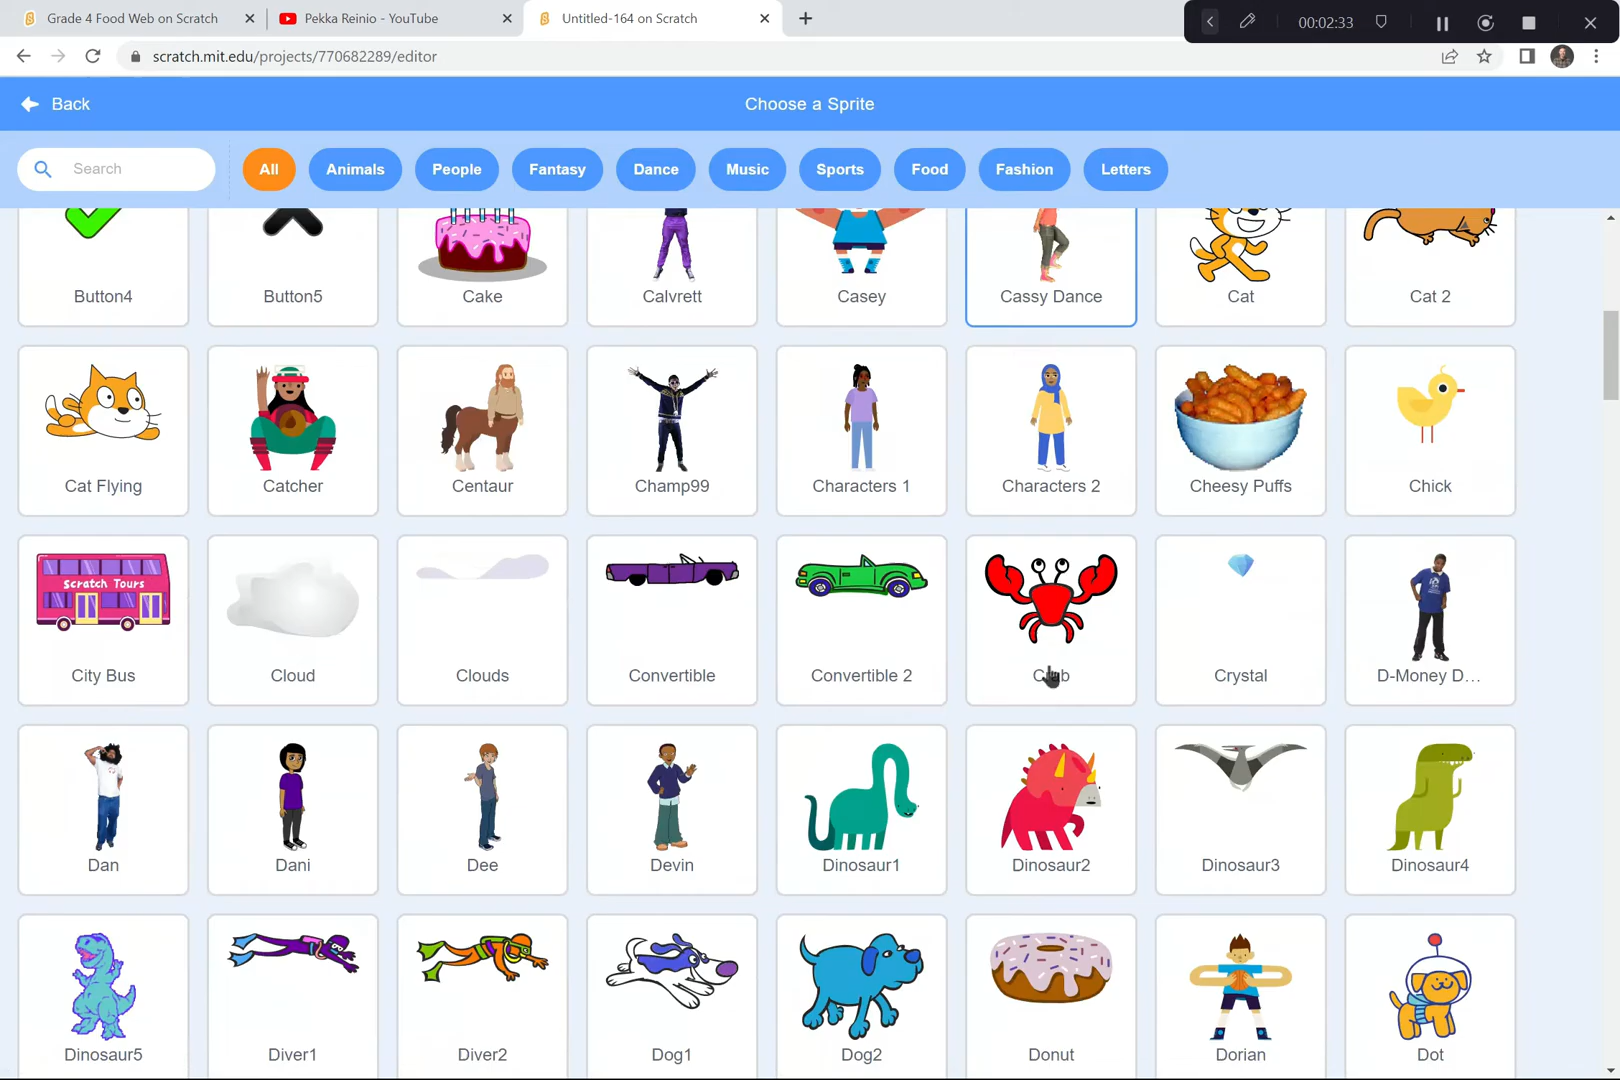 Grade 4 Food Web on Scratch
Pekka Reinio - YouTube
Untitled-164 on Scratch
00:02:33
scratch.mit.edu/projects/770682289/editor
Back
Choose a Sprite
Search
All
Animals
People
Fantasy
Dance
Music
Sports
Food
Fashion
Letters
Button4
Button5
Cake
Calvrett
Casey
Cassy Dance
Cat
Cat 2
Cat Flying
Catcher
Centaur
Champ99
Characters 1
Characters 2
Cheesy Puffs
Chick
Scratch Tours
City Bus
Cloud
Clouds
Convertible
Convertible 2
Crab
Crystal
D-Money D...
Dan
Dani
Dee
Devin
Dinosaur1
Dinosaur2
Dinosaur3
Dinosaur4
Dinosaur5
Diver1
Diver2
Dog1
Dog2
Donut
Dorian
Dot